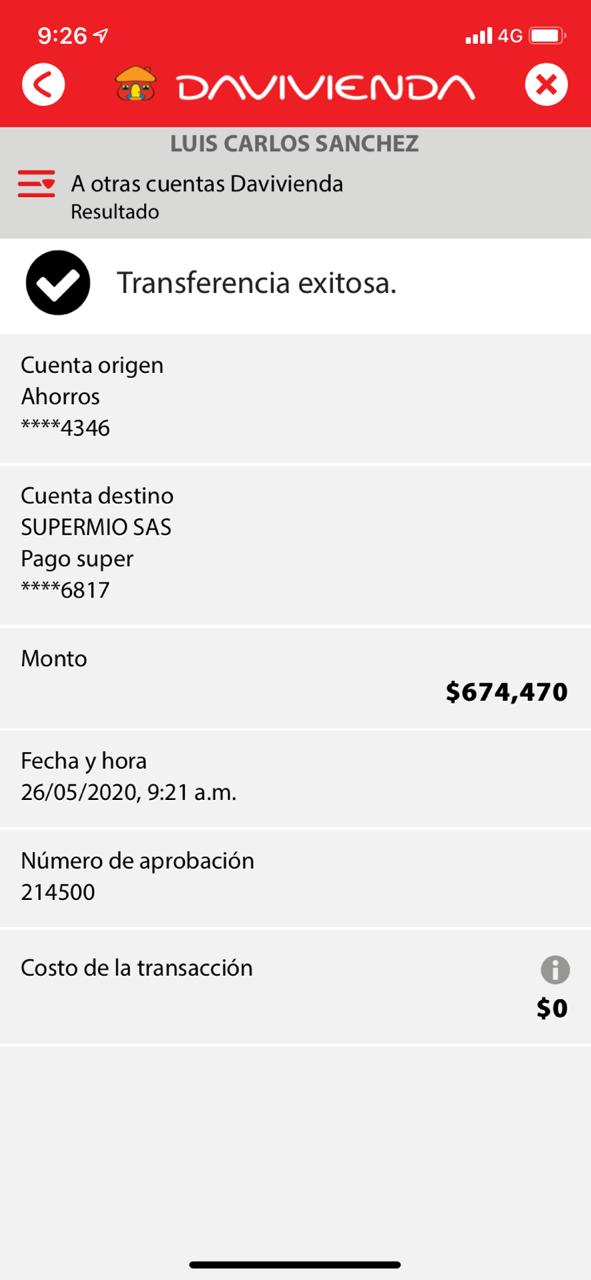 9:26
4G
DAVIVIENDA
LUIS CARLOS SANCHEZ
A otras cuentas Davivienda
Resultado
Transferencia exitosa.
Cuenta origen
Ahorros
****4346
Cuenta destino
SUPERMIO SAS
Pago super
****6817
Monto
$674,470
Fecha y hora
26/05/2020, 9:21 a.m.
Número de aprobación
214500
Costo de la transacción
$0